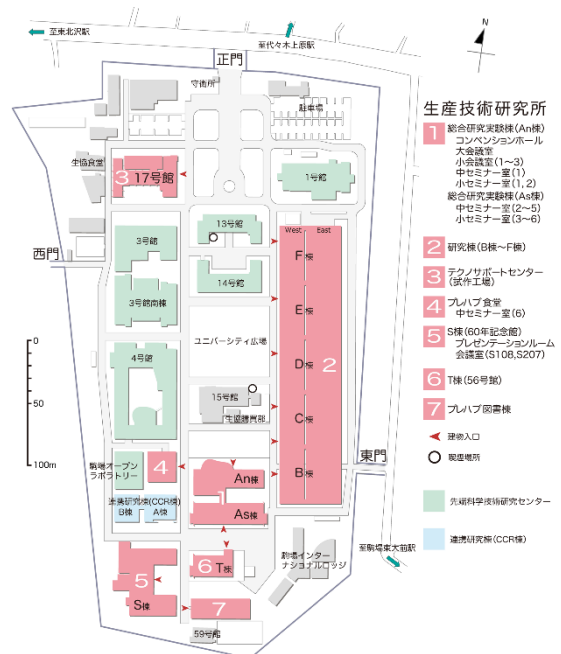 至東北沢駅
至代々木上原駅
N
正門
守衛所
駐車場
生協食堂
3 17号館
1号館
13号館
West East
3号館
西門
14号館
F棟
3号館南棟
E棟
ユニバーシティ広場
4号館
D棟 2
15号館
C棟
生協購買部
東門
駒場オープン
ラボラトリー
4
An棟
B棟
1
連携研究棟(CCR棟)
B棟 A棟
As棟
至駒場東大前駅
駒場インター
ナショナルロッジ
6 T棟
5
S棟
7
59号館
0
50
100m
生産技術研究所
1 総合研究実験棟(An棟)
コンベンションホール
大会議室
小会議室(1~3)
中セミナー室(1)
小セミナー室(1, 2)
総合研究実験棟(As棟)
中セミナー室(2~5)
小セミナー室(3~6)
2 研究棟(B棟~F棟)
3 テクノサポートセンター
(試作工場)
4 プレハブ食堂
中セミナー室(6)
5 S棟(60年記念館)
プレゼンテーションルーム
会議室(S108,S207)
6 T棟(56号館)
7 プレハブ図書棟
建物入口
喫煙場所
先端科学技術研究センター
連携研究棟(CCR棟)